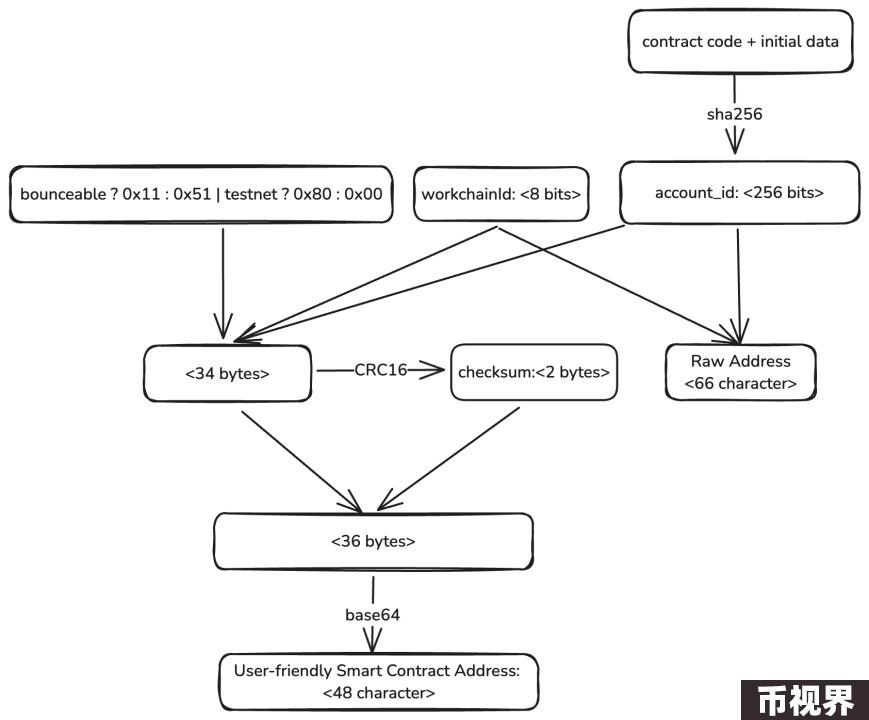 contract code + initial data
sha256
bounceable ? 0x11 : 0x51 | testnet ? 0x80 : 0x00
workchainId: <8 bits>
account_id: <256 bits>
<34 bytes>
CRC16
checksum:<2 bytes>
Raw Address
<66 character>
<36 bytes>
base64
User-friendly Smart Contract Address:
<48 character>
币视界